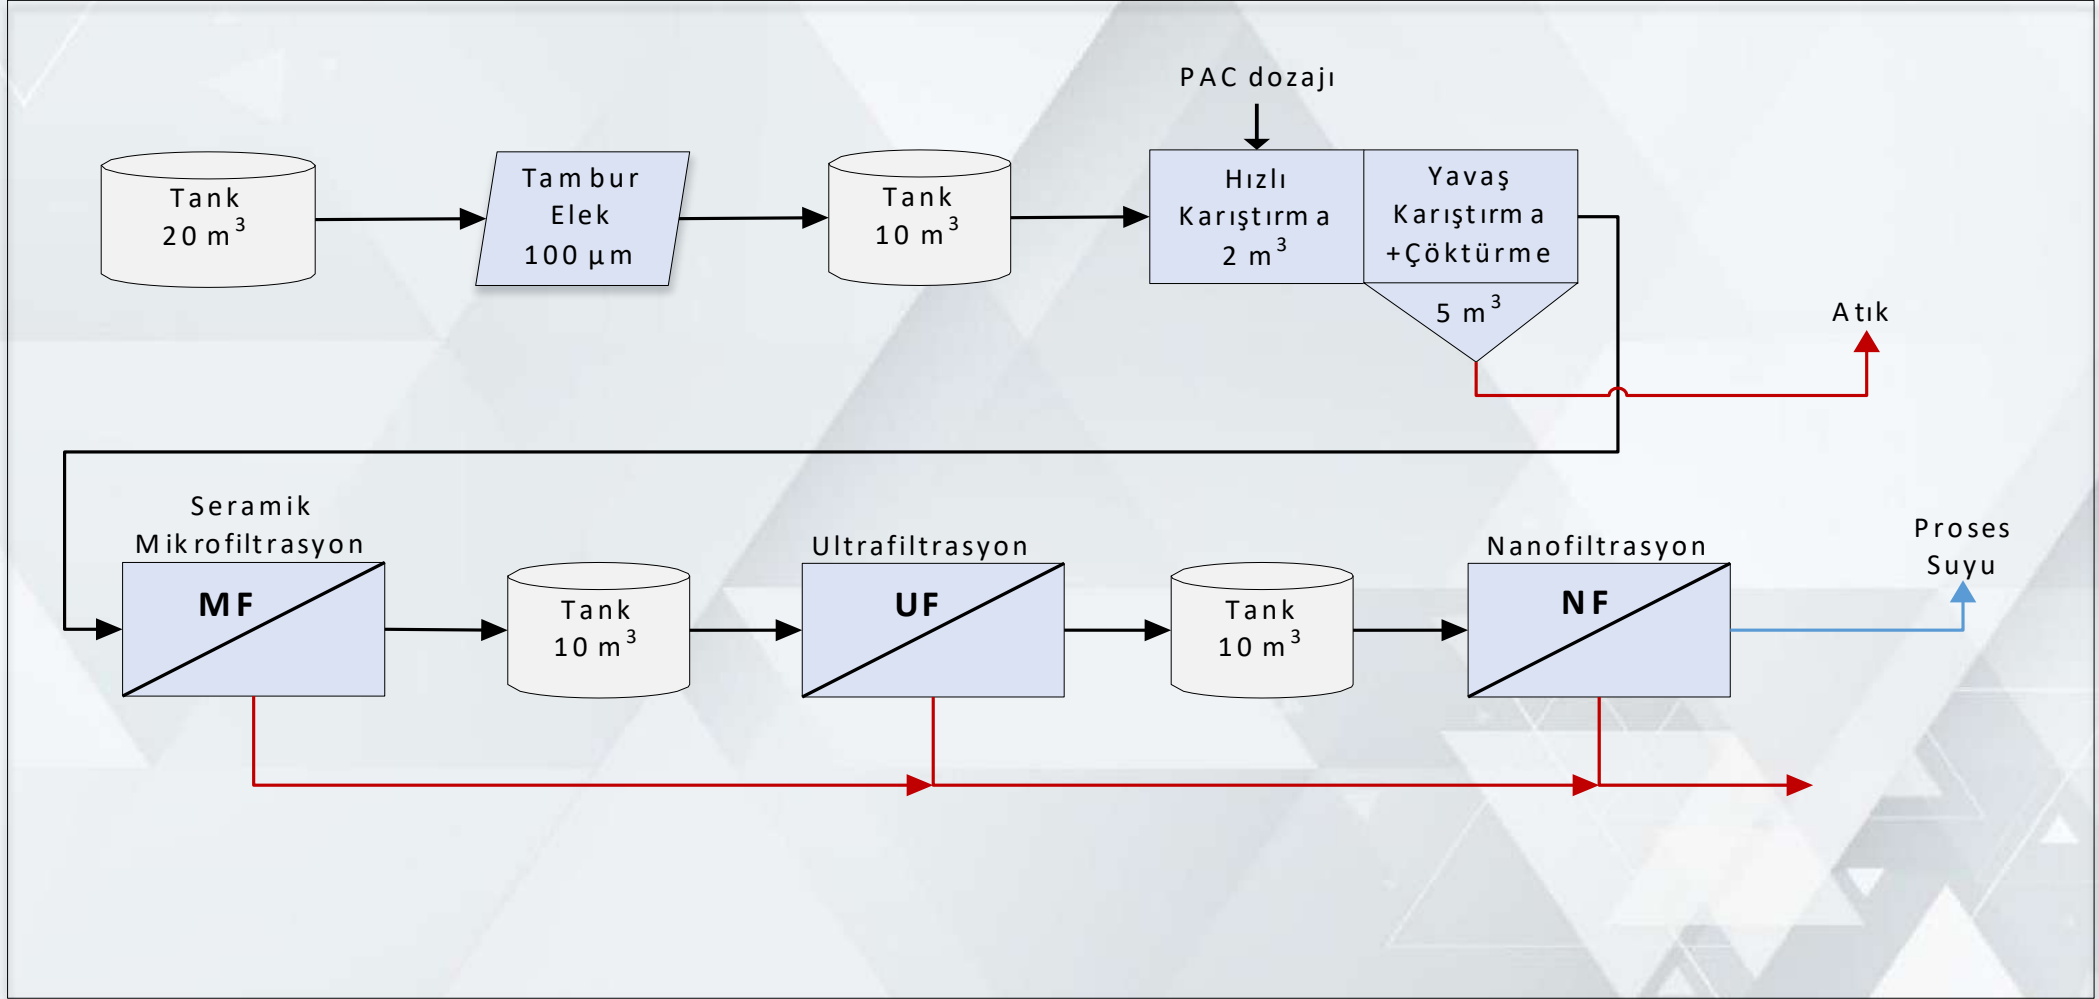 PAC dozajı
Tank
20 m³
Tambur
Elek
100 µm
Tank
10 m³
Hızlı
Karıştırma
2 m³
Yavaş
Karıştırma
+Çöktürme
5 m³
Atık
Seramik
Mikrofiltrasyon
MF
Tank
10 m³
Ultrafiltrasyon
UF
Tank
10 m³
Nanofiltrasyon
NF
Proses
Suyu